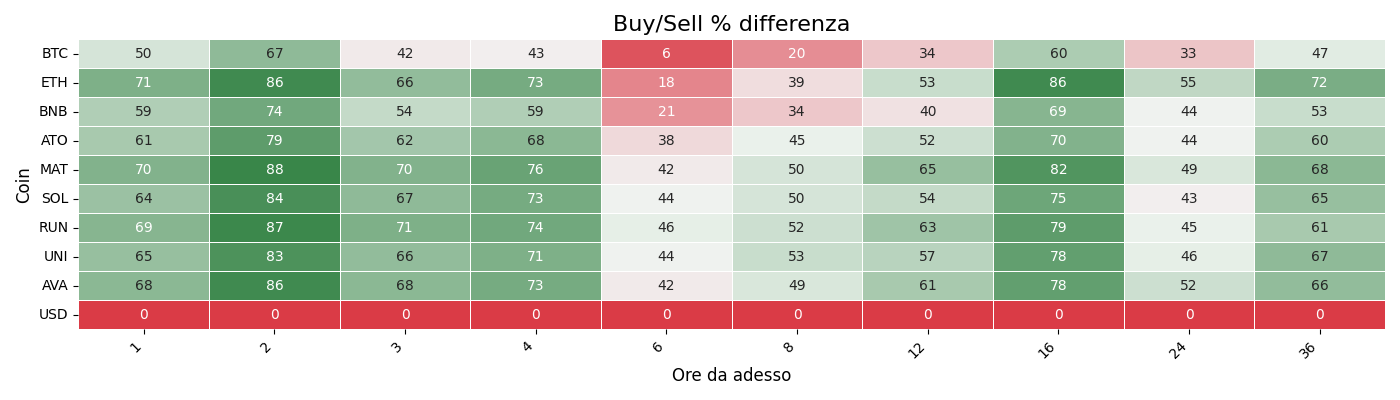 Buy/Sell % differenza
BTC 50 67 42 43 6 20 34 60 33 47
ETH 71 86 66 73 18 39 53 86 55 72
BNB 59 74 54 59 21 34 40 69 44 53
ATO 61 79 62 68 38 45 52 70 44 60
MAT 70 88 70 76 42 50 65 82 49 68
SOL 64 84 67 73 44 50 54 75 43 65
RUN 69 87 71 74 46 52 63 79 45 61
UNI 65 83 66 71 44 53 57 78 46 67
AVA 68 86 68 73 42 49 61 78 52 66
USD 0 0 0 0 0 0 0 0 0 0
Coin
1 2 3 4 6 8 12 16 24 36
Ore da adesso